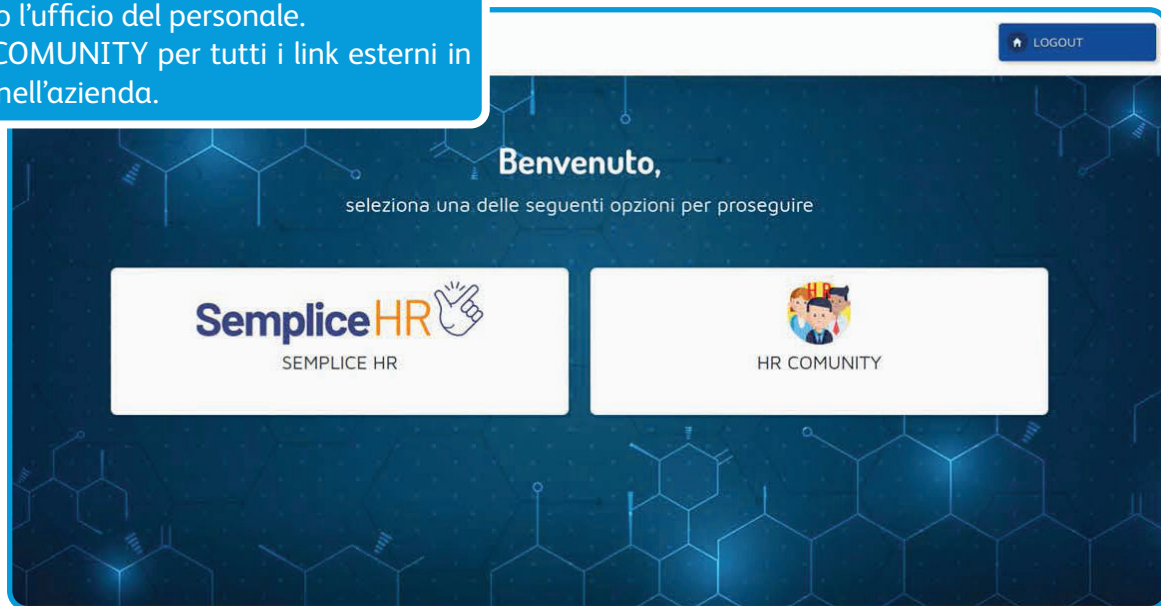 o l'ufficio del personale.
COMUNITY per tutti i link esterni in
nell'azienda.
LOGOUT
Benvenuto,
seleziona una delle seguenti opzioni per proseguire
SempliceHR
SEMPLICE HR
HR
HR COMUNITY